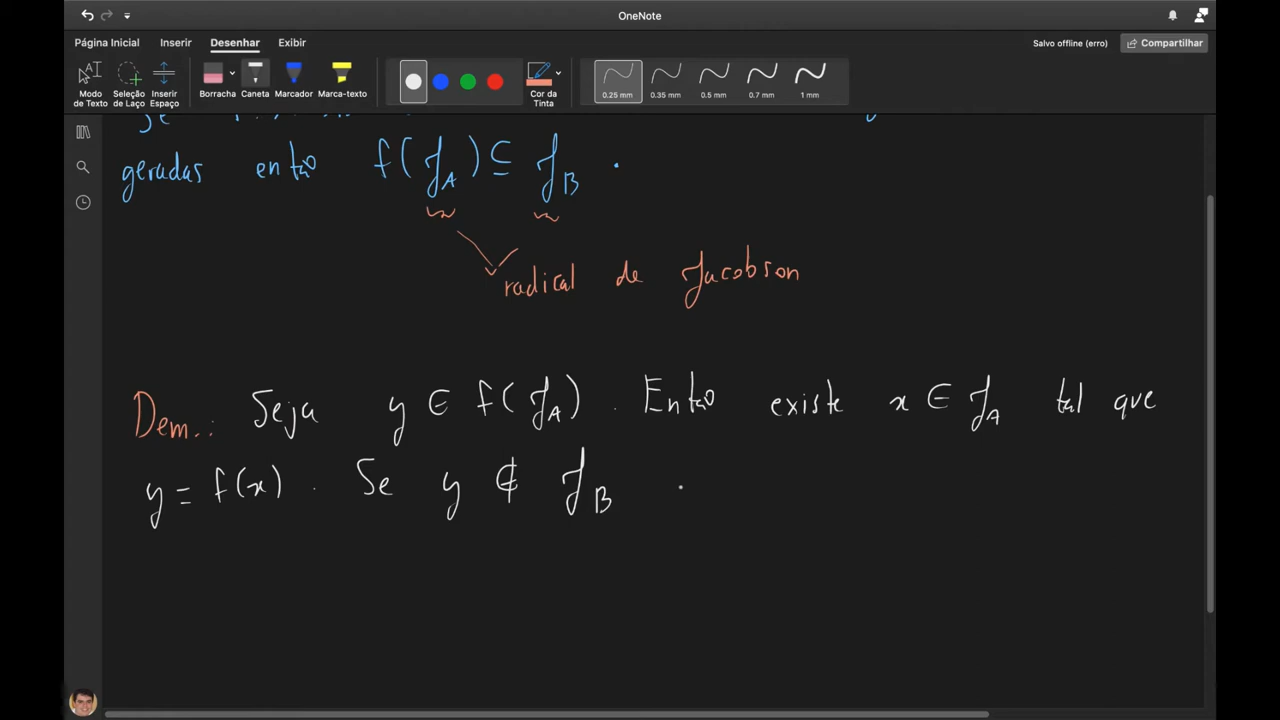 OneNote
Página Inicial Inserir Desenhar Exibir
Salvo offline (erro) Compartilhar
Modo de Texto
Seleção de Laço
Inserir Espaço
Borracha
Caneta
Marcador
Marca-texto
Cor da Tinta
0.25 mm 0.35 mm 0.5 mm 0.7 mm 1 mm
Se
geradas então f(J_A) ⊆ J_B .
radical de Jacobson
Dem.: Seja y ∈ f(J_A) . Então existe x ∈ J_A tal que
y = f(x) . Se y ∉ J_B